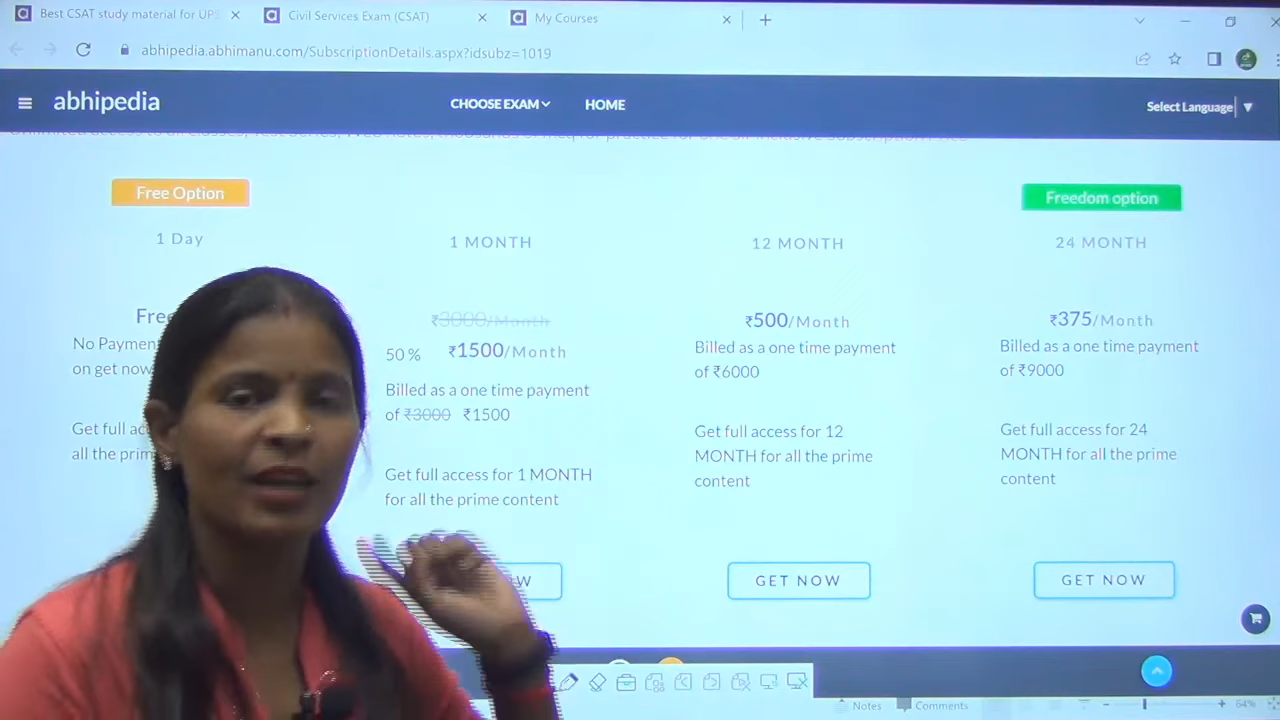 Best CSAT study material for UPS
Civil Services Exam (CSAT)
My Courses
abhipedia.abhimanu.com/SubscriptionDetails.aspx?idsubz=1019
abhipedia
CHOOSE EXAM
HOME
Select Language
Free Option
Freedom option
1 Day
1 MONTH
12 MONTH
24 MONTH
Free
No Paymen
on get now
Get full ac
all the prim
₹3000/Month
50 % ₹1500/Month
Billed as a one time payment
of ₹3000 ₹1500
Get full access for 1 MONTH
for all the prime content
W
₹500/Month
Billed as a one time payment
of ₹6000
Get full access for 12
MONTH for all the prime
content
GET NOW
₹375/Month
Billed as a one time payment
of ₹9000
Get full access for 24
MONTH for all the prime
content
GET NOW
Notes
Comments
64%